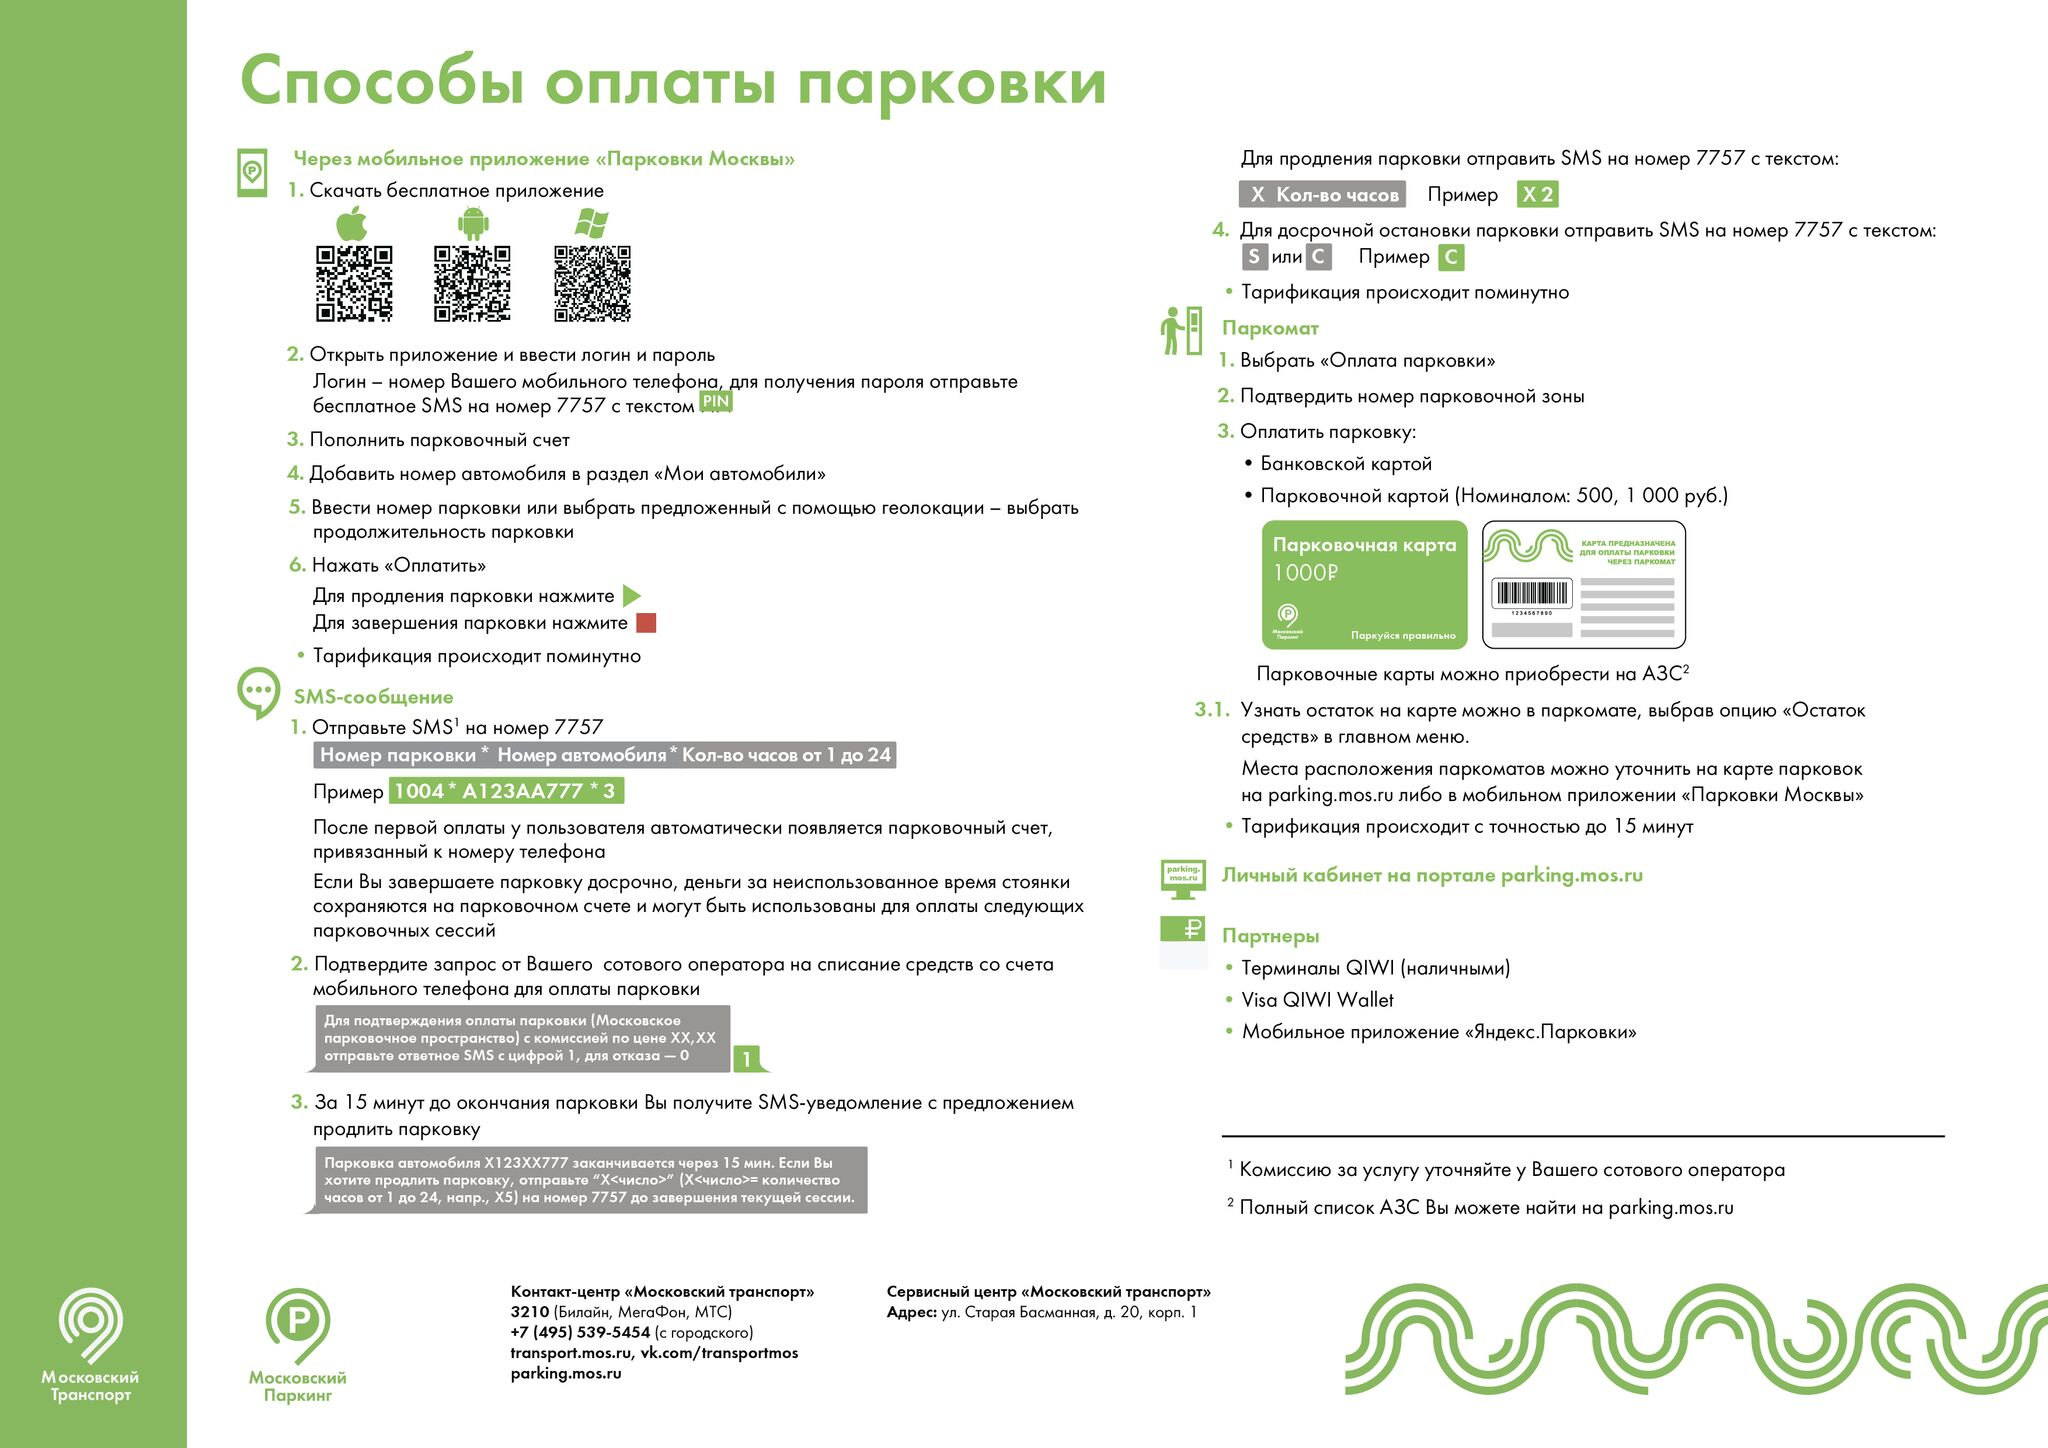 Способы оплаты парковки
Через мобильное приложение «Парковки Москвы»
1. Скачать бесплатное приложение
2. Открыть приложение и ввести логин и пароль
Логин – номер Вашего мобильного телефона, для получения пароля отправьте
бесплатное SMS на номер 7757 с текстом PIN
3. Пополнить парковочный счет
4. Добавить номер автомобиля в раздел «Мои автомобили»
5. Ввести номер парковки или выбрать предложенный с помощью геолокации – выбрать
продолжительность парковки
6. Нажать «Оплатить»
Для продления парковки нажмите
Для завершения парковки нажмите
• Тарификация происходит поминутно
SMS-сообщение
1. Отправьте SMS¹ на номер 7757
Номер парковки * Номер автомобиля * Кол-во часов от 1 до 24
Пример 1004 * А123АА777 * 3
После первой оплаты у пользователя автоматически появляется парковочный счет,
привязанный к номеру телефона
Если Вы завершаете парковку досрочно, деньги за неиспользованное время стоянки
сохраняются на парковочном счете и могут быть использованы для оплаты следующих
парковочных сессий
2. Подтвердите запрос от Вашего сотового оператора на списание средств со счета
мобильного телефона для оплаты парковки
Для подтверждения оплаты парковки (Московское
парковочное пространство) с комиссией по цене XX,XX
отправьте ответное SMS с цифрой 1, для отказа — 0
1
3. За 15 минут до окончания парковки Вы получите SMS-уведомление с предложением
продлить парковку
Парковка автомобиля Х123ХХ777 заканчивается через 15 мин. Если Вы
хотите продлить парковку, отправьте “Х<число>” (Х<число>= количество
часов от 1 до 24, напр., Х5) на номер 7757 до завершения текущей сессии.
Для продления парковки отправить SMS на номер 7757 с текстом:
X Кол-во часов Пример X 2
4. Для досрочной остановки парковки отправить SMS на номер 7757 с текстом:
S или C Пример C
• Тарификация происходит поминутно
Паркомат
1. Выбрать «Оплата парковки»
2. Подтвердить номер парковочной зоны
3. Оплатить парковку:
• Банковской картой
• Парковочной картой (Номиналом: 500, 1 000 руб.)
Парковочная карта
1000₽
Московский
Паркинг
Паркуйся правильно
КАРТА ПРЕДНАЗНАЧЕНА
ДЛЯ ОПЛАТЫ ПАРКОВКИ
ЧЕРЕЗ ПАРКОМАТ
1234567890
Парковочные карты можно приобрести на АЗС²
3.1. Узнать остаток на карте можно в паркомате, выбрав опцию «Остаток
средств» в главном меню.
Места расположения паркоматов можно уточнить на карте парковок
на parking.mos.ru либо в мобильном приложении «Парковки Москвы»
• Тарификация происходит с точностью до 15 минут
parking.
mos.ru
Личный кабинет на портале parking.mos.ru
₽
Партнеры
• Терминалы QIWI (наличными)
• Visa QIWI Wallet
• Мобильное приложение «Яндекс.Парковки»
¹ Комиссию за услугу уточняйте у Вашего сотового оператора
² Полный список АЗС Вы можете найти на parking.mos.ru
Московский
Транспорт
Московский
Паркинг
Контакт-центр «Московский транспорт»
3210 (Билайн, МегаФон, МТС)
+7 (495) 539-5454 (с городского)
transport.mos.ru, vk.com/transportmos
parking.mos.ru
Сервисный центр «Московский транспорт»
Адрес: ул. Старая Басманная, д. 20, корп. 1